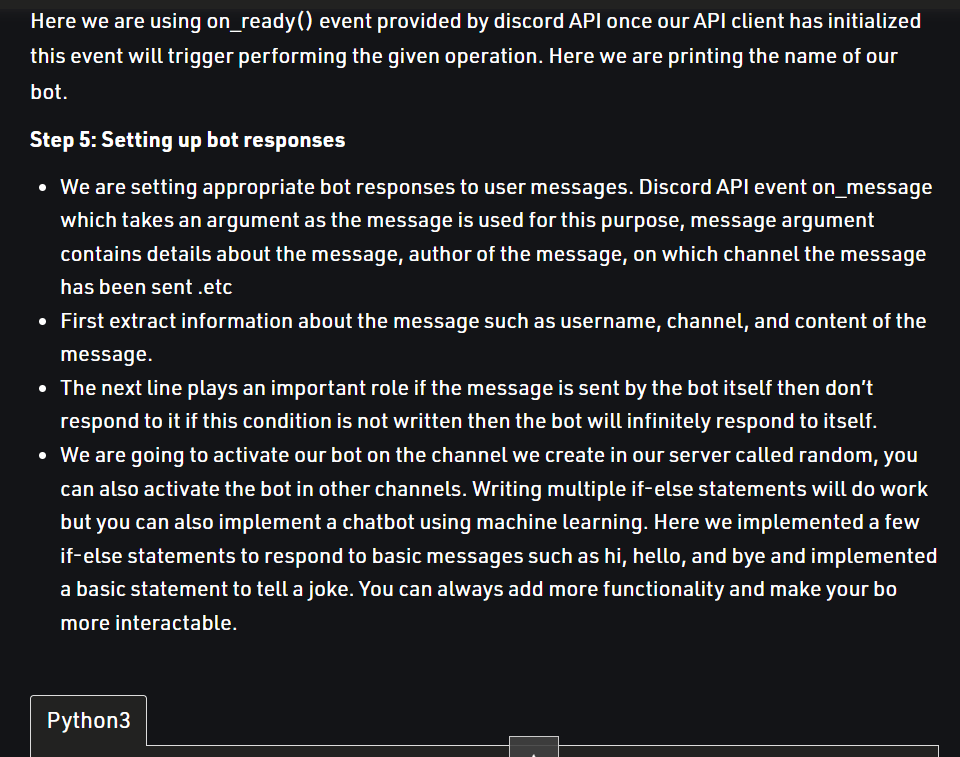 Here we are using on_ready() event provided by discord API once our API client has initialized
this event will trigger performing the given operation. Here we are printing the name of our
bot.
Step 5: Setting up bot responses
• We are setting appropriate bot responses to user messages. Discord API event on_message
which takes an argument as the message is used for this purpose, message argument
contains details about the message, author of the message, on which channel the message
has been sent .etc
• First extract information about the message such as username, channel, and content of the
message.
• The next line plays an important role if the message is sent by the bot itself then don’t
respond to it if this condition is not written then the bot will infinitely respond to itself.
• We are going to activate our bot on the channel we create in our server called random, you
can also activate the bot in other channels. Writing multiple if-else statements will do work
but you can also implement a chatbot using machine learning. Here we implemented a few
if-else statements to respond to basic messages such as hi, hello, and bye and implemented
a basic statement to tell a joke. You can always add more functionality and make your bo
more interactable.
Python3